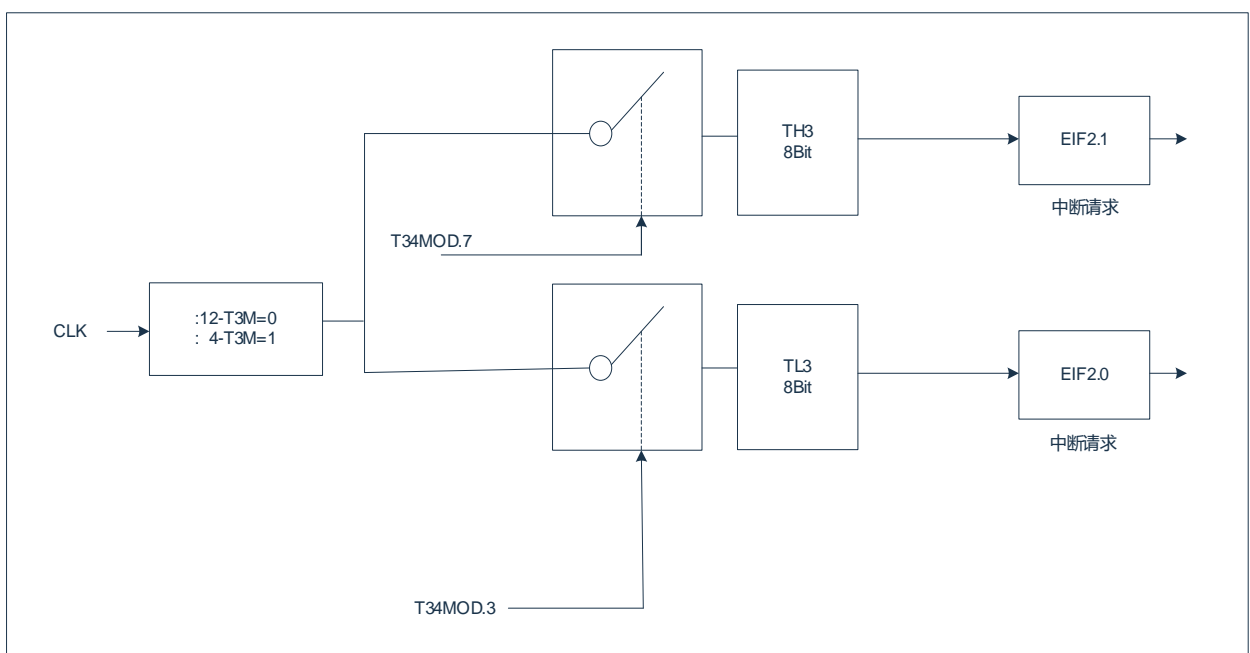 TH3
8Bit
EIF2.1
中断请求
T34MOD.7
CLK
:12-T3M=0
: 4-T3M=1
TL3
8Bit
EIF2.0
中断请求
T34MOD.3